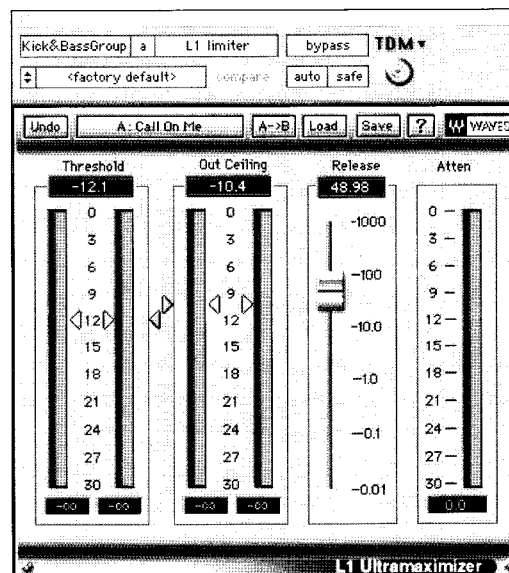 Kick&BassGroup a L1 limiter bypass TDM
<factory default> compare auto safe
Undo A: Call On Me A->B Load Save ? W WAVES
Threshold Out Ceiling Release Atten
-12.1 -10.4 48.98
0 0 -1000 0
3 3 3
6 6 -100 6
9 9 9
12 12 -10.0 12
15 15 15
18 18 -1.0 18
21 21 21
24 24 -0.1 24
27 27 27
30 30 -0.01 30
-∞ -∞ -∞ -∞ 0.0
L1 Ultramaximizer